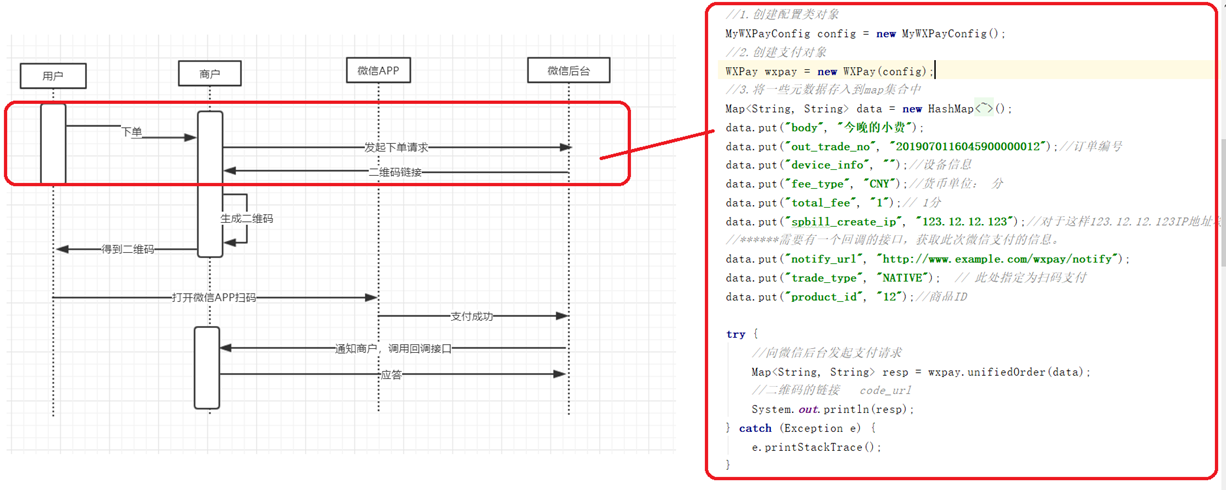 用户
商户
微信APP
微信后台
下单
发起下单请求
二维码链接
生成二维码
得到二维码
打开微信APP扫码
支付成功
通知商户，调用回调接口
应答
//1.创建配置类对象
MyWXPayConfig config = new MyWXPayConfig();
//2.创建支付对象
WXPay wxpay = new WXPay(config);
//3.将一些元数据存入到map集合中
Map<String, String> data = new HashMap<~>();
data.put("body", "今晚的小费");
data.put("out_trade_no", "2019070116045900000012");//订单编号
data.put("device_info", "");//设备信息
data.put("fee_type", "CNY");//货币单位： 分
data.put("total_fee", "1");// 1分
data.put("spbill_create_ip", "123.12.12.123");//对于这样123.12.12.123IP地址
//******需要有一个回调的接口，获取此次微信支付的信息。
data.put("notify_url", "http://www.example.com/wxpay/notify");
data.put("trade_type", "NATIVE");  // 此处指定为扫码支付
data.put("product_id", "12");//商品ID
try {
//向微信后台发起支付请求
Map<String, String> resp = wxpay.unifiedOrder(data);
//二维码的链接   code_url
System.out.println(resp);
} catch (Exception e) {
e.printStackTrace();
}